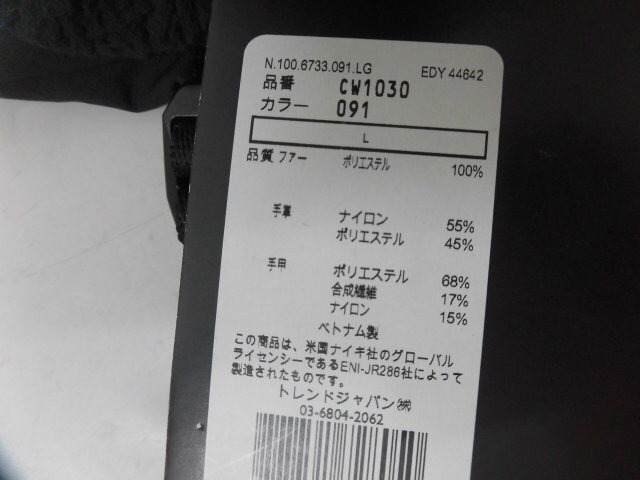 N.100.6733.091.LG EDY 44642
品番 CW1030
カラー 091
L
品質 ファー ポリエステル 100%
手掌 ナイロン 55%
ポリエステル 45%
手甲 ポリエステル 68%
合成繊維 17%
ナイロン 15%
ベトナム製
この商品は、米国ナイキ社のグローバル
ライセンシーであるENI-JR286社によって
製造されたものです。
トレンドジャパン㈱
03-6804-2062